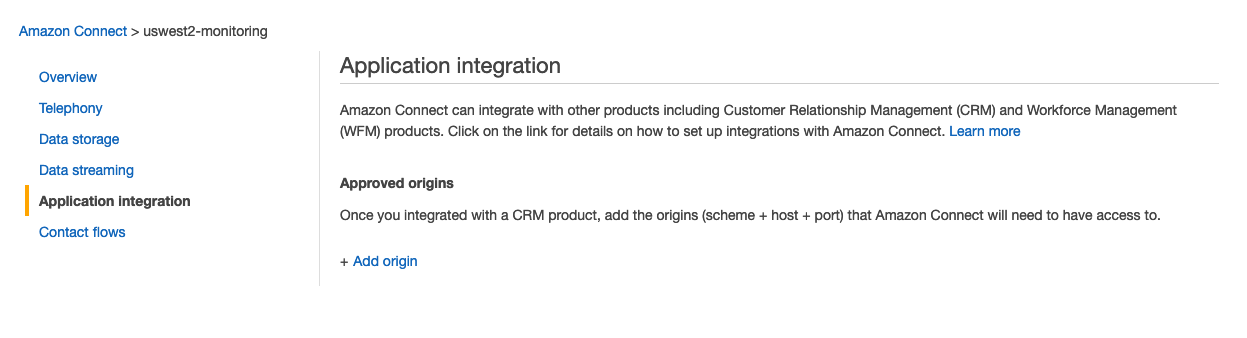 Amazon Connect > uswest2-monitoring
Overview
Telephony
Data storage
Data streaming
Application integration
Contact flows
Application integration
Amazon Connect can integrate with other products including Customer Relationship Management (CRM) and Workforce Management
(WFM) products. Click on the link for details on how to set up integrations with Amazon Connect. Learn more
Approved origins
Once you integrated with a CRM product, add the origins (scheme + host + port) that Amazon Connect will need to have access to.
+ Add origin